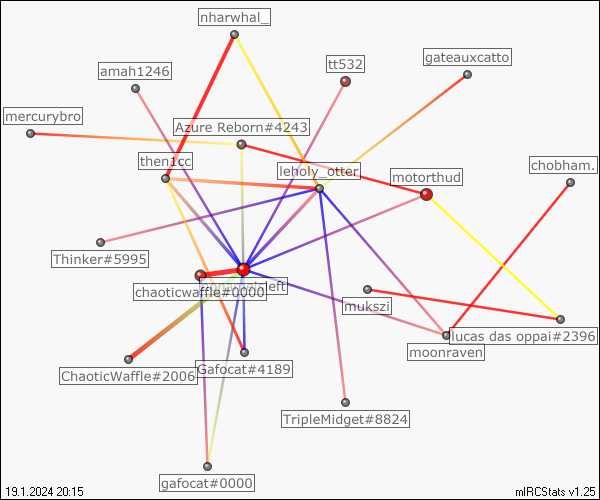 nharwhal_
gateauxcatto
tt532
amah1246
mercurybro
Azure Reborn#4243
then1cc
chobham.
leholy_otter
motorthud
Thinker#5995
chaoticwaffle#0000
left
mukszi
lucas das oppai#2396
moonraven
Gafocat#4189
ChaoticWaffle#2006
TripleMidget#8824
gafocat#0000
19.1.2024 20:15
mIRCStats v1.25